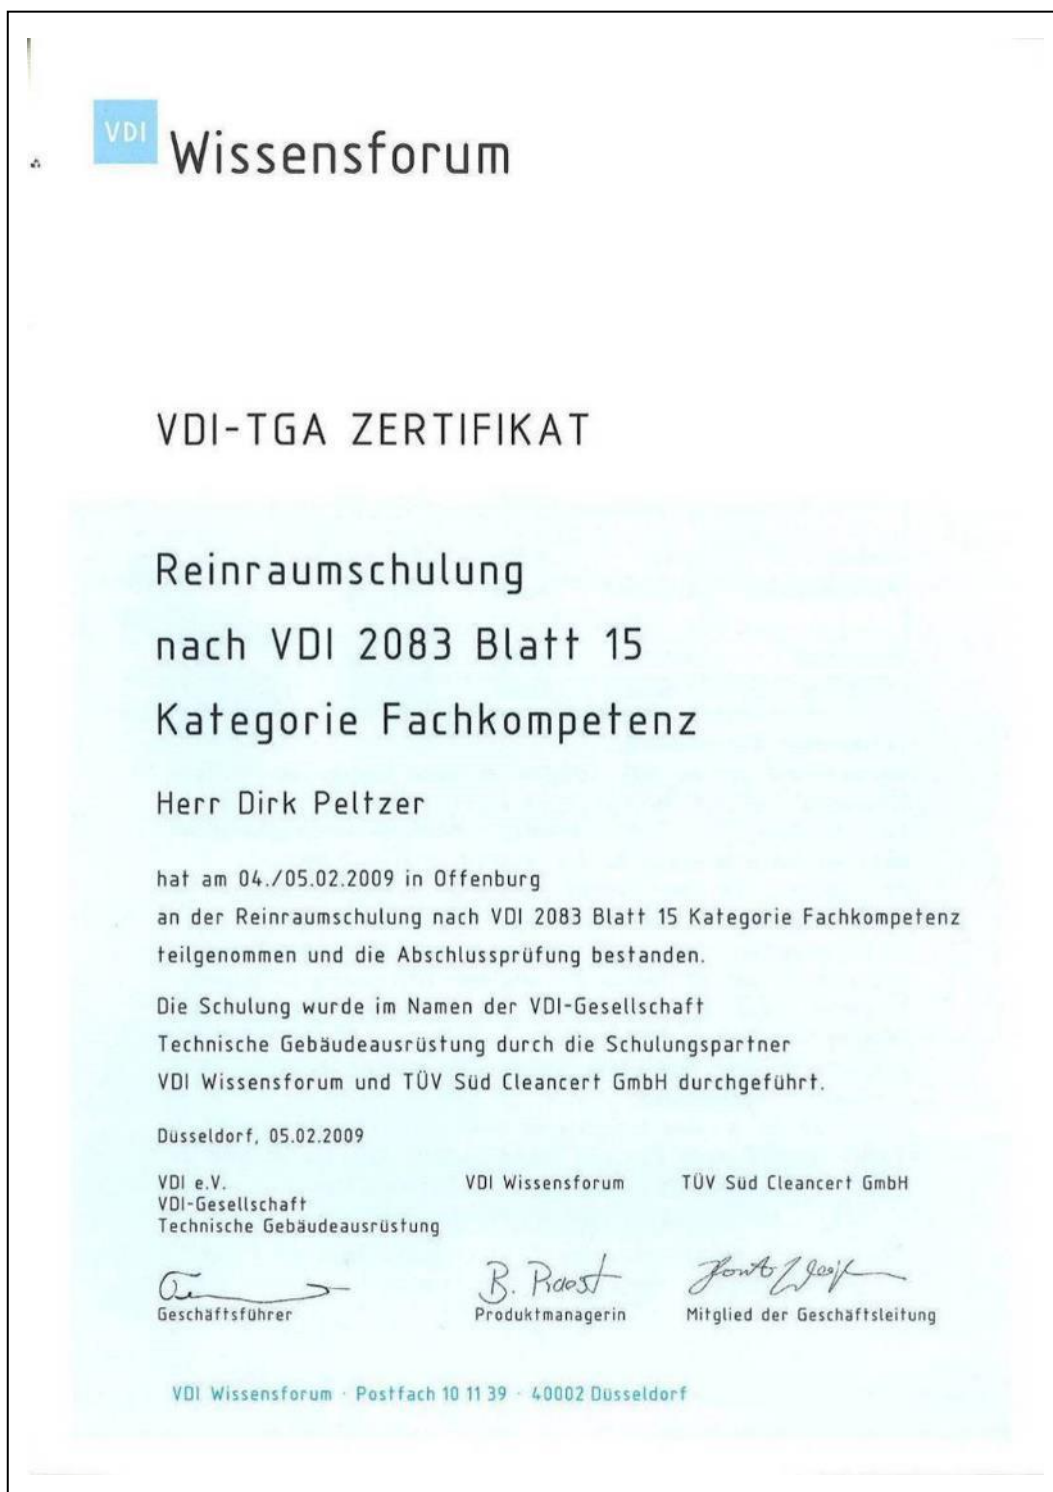 VDI
Wissensforum
VDI-TGA ZERTIFIKAT
Reinraumschulung
nach VDI 2083 Blatt 15
Kategorie Fachkompetenz
Herr Dirk Peltzer
hat am 04./05.02.2009 in Offenburg
an der Reinraumschulung nach VDI 2083 Blatt 15 Kategorie Fachkompetenz
teilgenommen und die Abschlussprüfung bestanden.
Die Schulung wurde im Namen der VDI-Gesellschaft
Technische Gebäudeausrüstung durch die Schulungspartner
VDI Wissensforum und TÜV Süd Cleancert GmbH durchgeführt.
Düsseldorf, 05.02.2009
VDI e.V. VDI Wissensforum TÜV Süd Cleancert GmbH
VDI-Gesellschaft
Technische Gebäudeausrüstung
B.
Geschäftsführer Produktmanagerin Mitglied der Geschäftsleitung
VDI Wissensforum · Postfach 10 11 39 · 40002 Düsseldorf